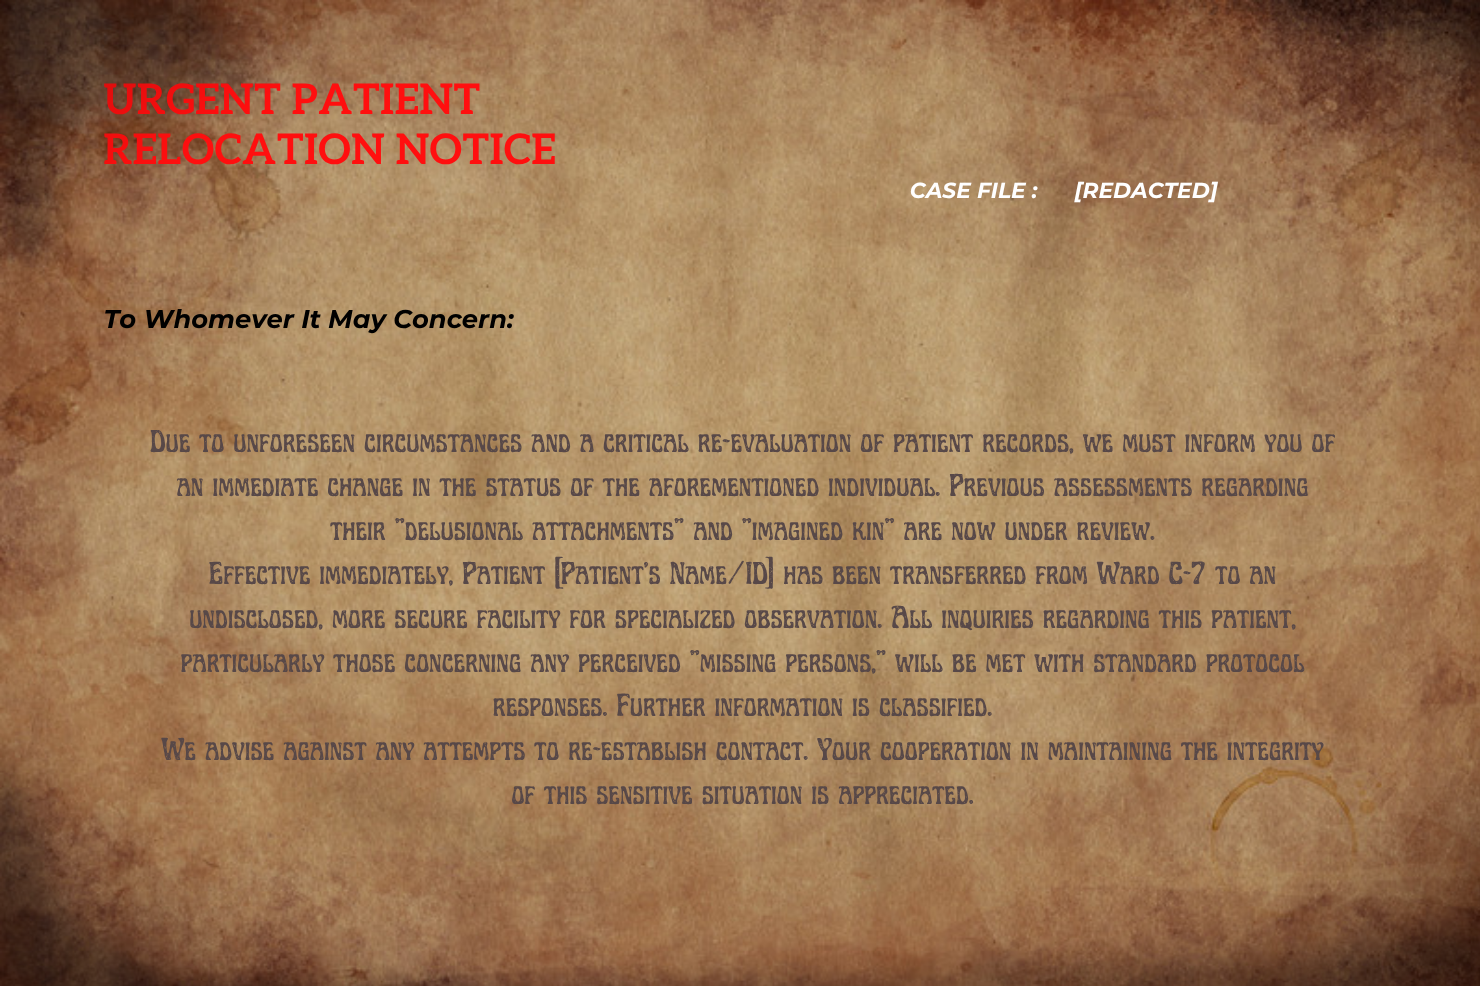 URGENT PATIENT
RELOCATION NOTICE
CASE FILE : [REDACTED]
To Whomever It May Concern:
Due to unforeseen circumstances and a critical re-evaluation of patient records, we must inform you of
an immediate change in the status of the aforementioned individual. Previous assessments regarding
their "delusional attachments" and "imagined kin" are now under review.
Effective immediately, Patient [Patient's Name/ID] has been transferred from Ward C-7 to an
undisclosed, more secure facility for specialized observation. All inquiries regarding this patient,
particularly those concerning any perceived "missing persons," will be met with standard protocol
responses. Further information is classified.
We advise against any attempts to re-establish contact. Your cooperation in maintaining the integrity
of this sensitive situation is appreciated.